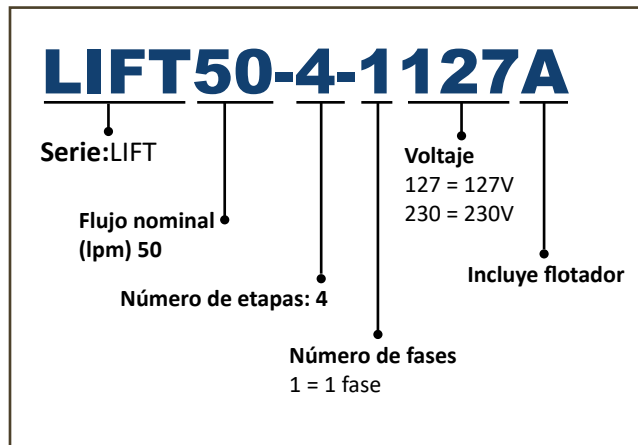 LIFT50-4-1127A
Serie:LIFT
Voltaje
127 = 127V
230 = 230V
Flujo nominal
(lpm) 50
Incluye flotador
Número de etapas: 4
Número de fases
1 = 1 fase